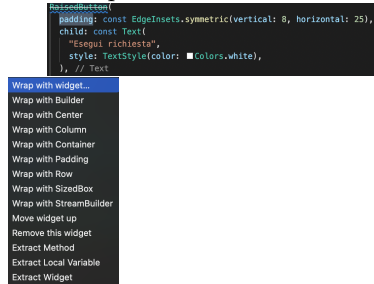 RaisedButton(
padding: const EdgeInsets.symmetric(vertical: 8, horizontal: 25),
child: const Text(
"Esegui richiesta",
style: TextStyle(color: Colors.white),
), // Text
Wrap with widget...
Wrap with Builder
Wrap with Center
Wrap with Column
Wrap with Container
Wrap with Padding
Wrap with Row
Wrap with SizedBox
Wrap with StreamBuilder
Move widget up
Remove this widget
Extract Method
Extract Local Variable
Extract Widget